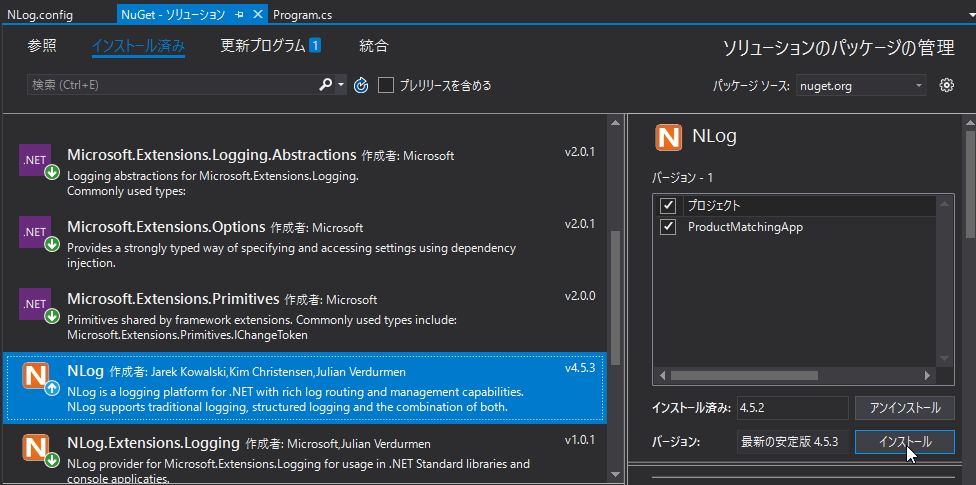 NLog.config
NuGet - ソリューション
Program.cs
参照
インストール済み
更新プログラム 1
統合
ソリューションのパッケージの管理
検索 (Ctrl+E)
プレリリースを含める
パッケージ ソース: nuget.org
.NET
Microsoft.Extensions.Logging.Abstractions 作成者: Microsoft
v2.0.1
Logging abstractions for Microsoft.Extensions.Logging.
Commonly used types:
.NET
Microsoft.Extensions.Options 作成者: Microsoft
v2.0.1
Provides a strongly typed way of specifying and accessing settings using dependency
injection.
.NET
Microsoft.Extensions.Primitives 作成者: Microsoft
v2.0.0
Primitives shared by framework extensions. Commonly used types include:
Microsoft.Extensions.Primitives.IChangeToken
N
NLog 作成者: Jarek Kowalski,Kim Christensen,Julian Verdurmen
v4.5.3
NLog is a logging platform for .NET with rich log routing and management capabilities.
NLog supports traditional logging, structured logging and the combination of both.
N
NLog.Extensions.Logging 作成者: Microsoft,Julian Verdurmen
v1.0.1
NLog provider for Microsoft.Extensions.Logging for usage in .NET Standard libraries and
console applicaties.
N
NLog
バージョン - 1
プロジェクト
ProductMatchingApp
インストール済み: 4.5.2
アンインストール
バージョン: 最新の安定版 4.5.3
インストール